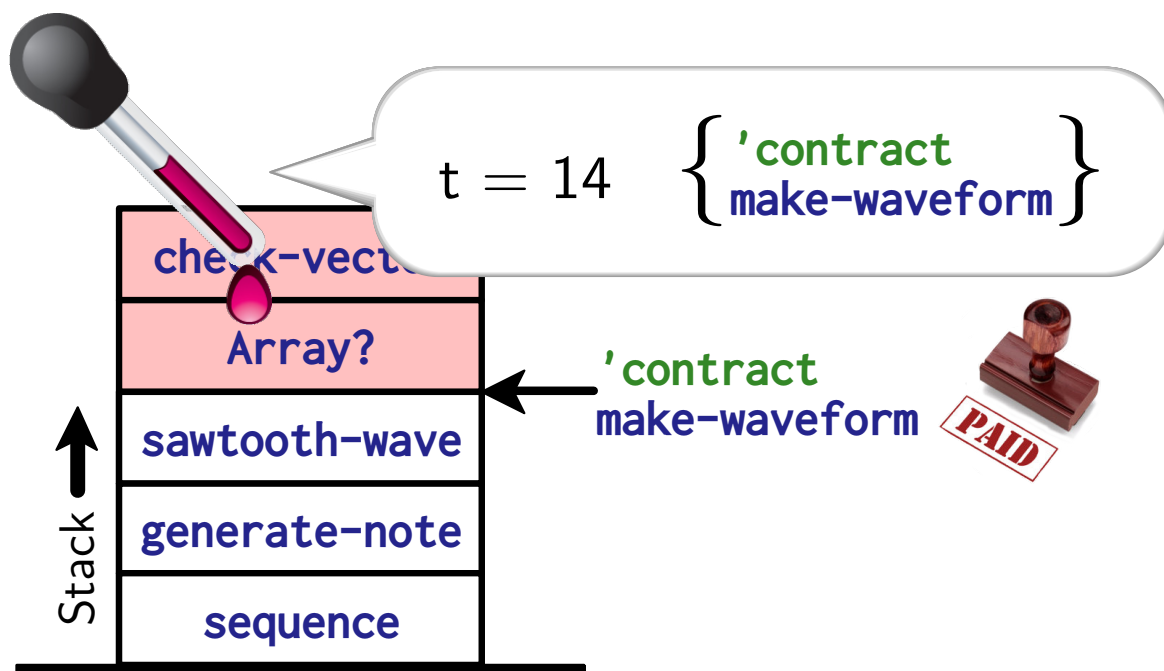 t = 14
{'contract
make-waveform}
Array?
'contract
make-waveform
PAID
sawtooth-wave
generate-note
sequence
Stack